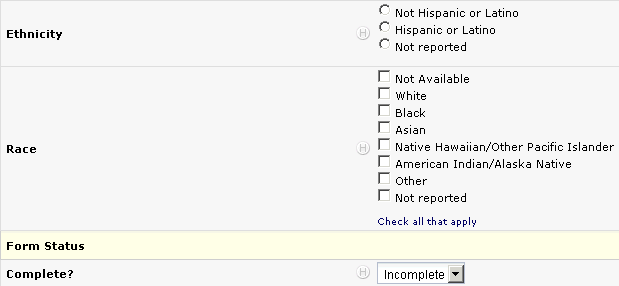 Ethnicity
H
Not Hispanic or Latino
Hispanic or Latino
Not reported
Race
H
Not Available
White
Black
Asian
Native Hawaiian/Other Pacific Islander
American Indian/Alaska Native
Other
Not reported
Check all that apply
Form Status
Complete?
H
Incomplete